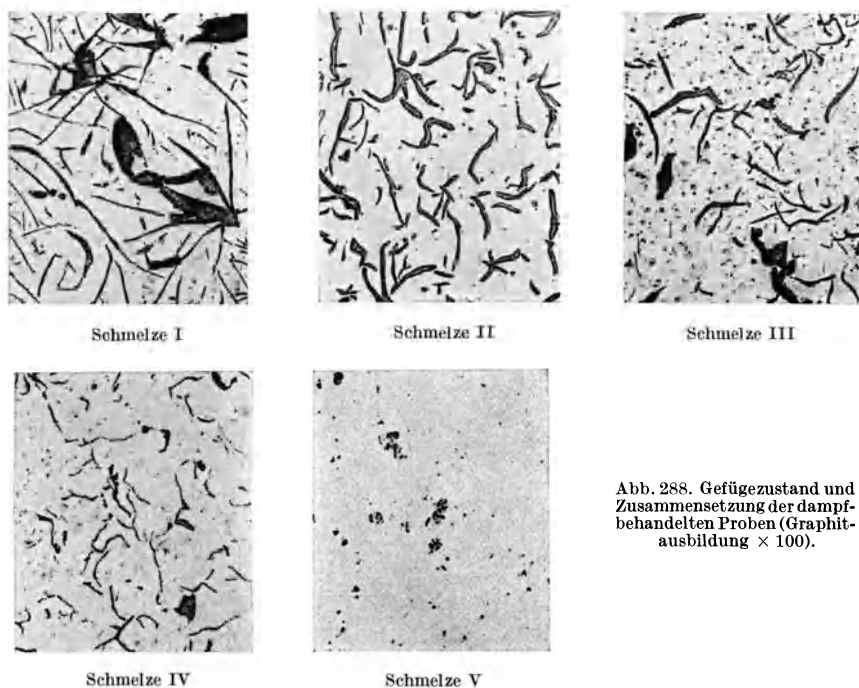 Schmelze I
Schmelze II
Schmelze III
Schmelze IV
Schmelze V
Abb. 288. Gefügezustand und
Zusammensetzung der dampf-
behandelten Proben (Graphit-
ausbildung × 100).